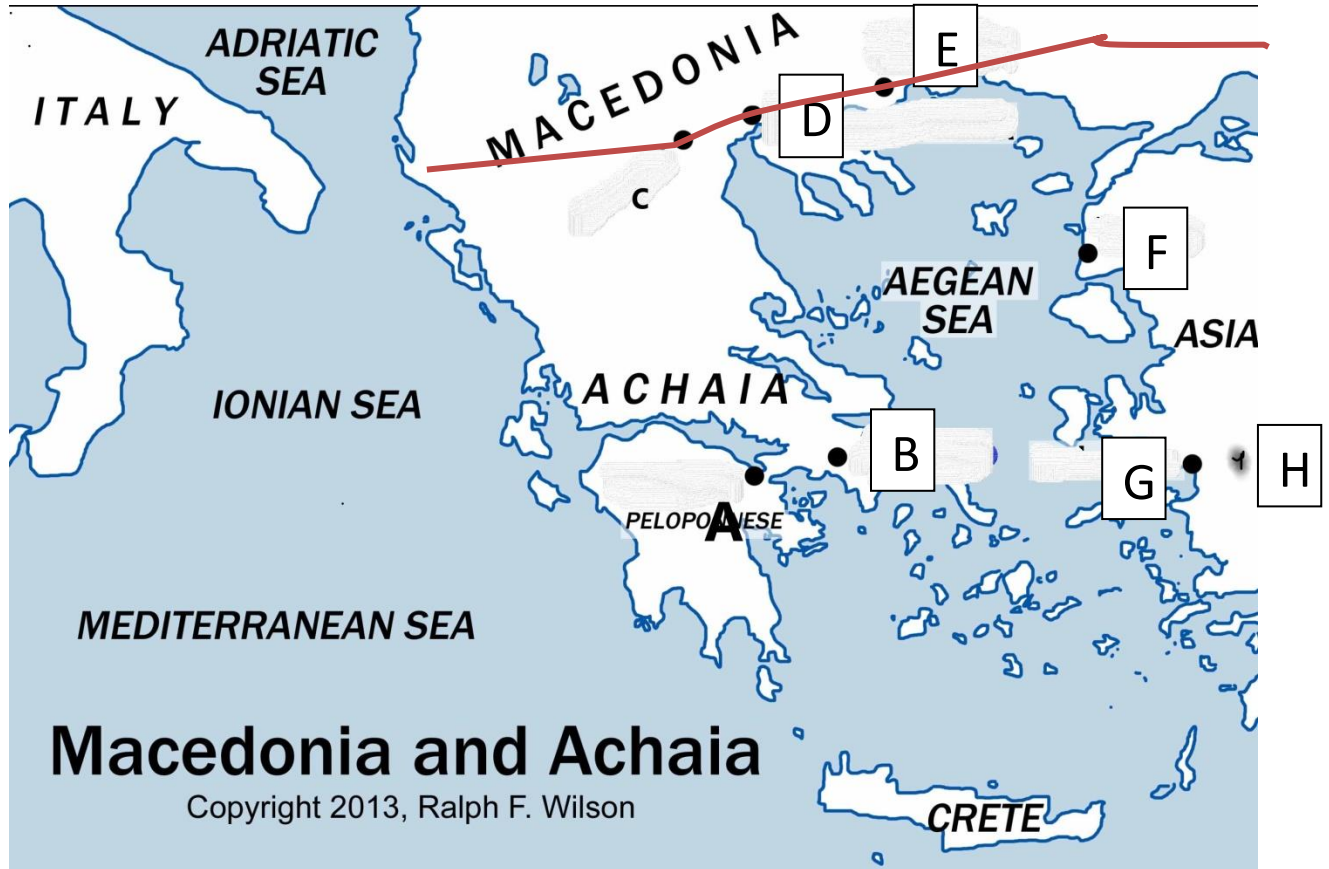 ADRIATIC
SEA
ITALY
MACEDONIA
E
D
C
F
AEGEAN
SEA
ASIA
ACHAIA
IONIAN SEA
B
G
H
PELOPONNESE
A
MEDITERRANEAN SEA
Macedonia and Achaia
Copyright 2013, Ralph F. Wilson
CRETE